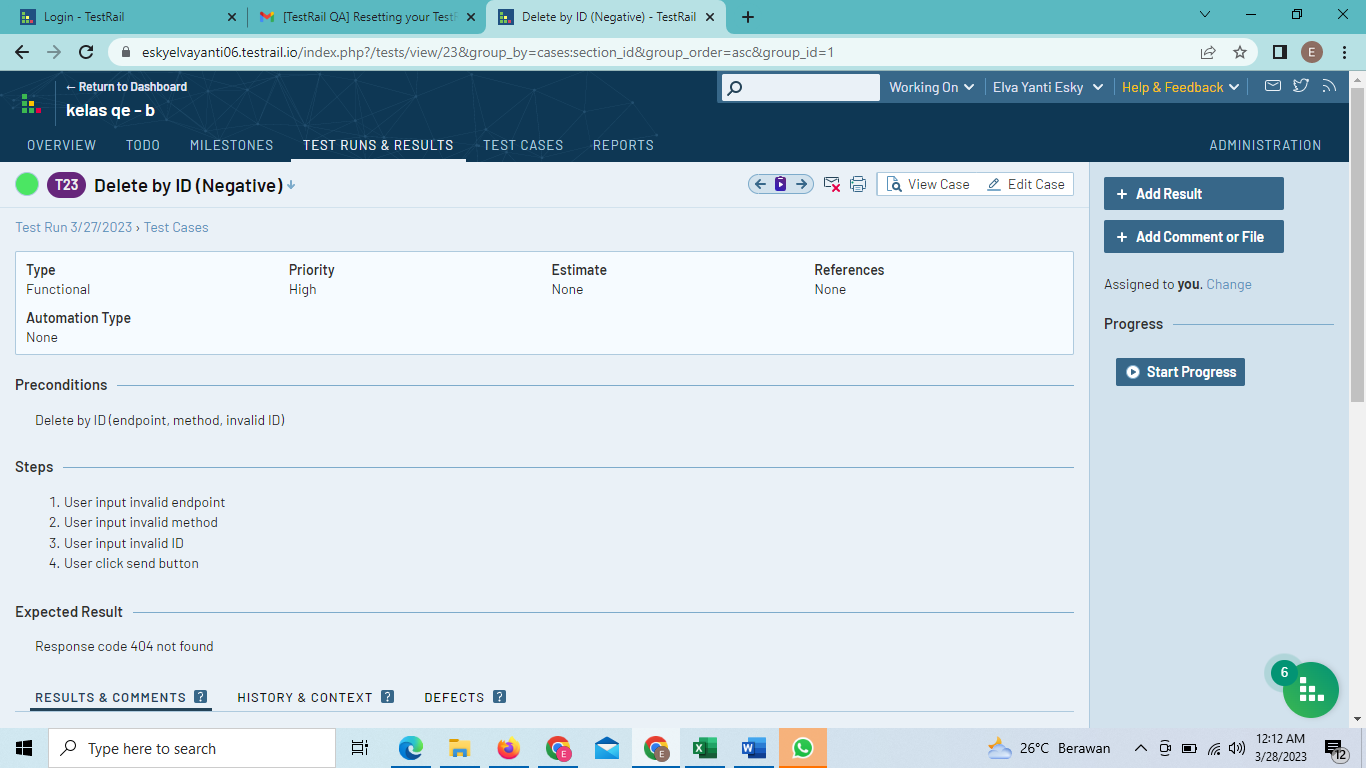 Login - TestRail
[TestRail QA] Resetting your Test
Delete by ID (Negative) - TestRail
eskyelvayanti06.testrail.io/index.php?/tests/view/23&group_by=cases:section_id&group_order=asc&group_id=1
E
← Return to Dashboard
kelas qe - b
Working On
Elva Yanti Esky
Help & Feedback
OVERVIEW
TODO
MILESTONES
TEST RUNS & RESULTS
TEST CASES
REPORTS
ADMINISTRATION
T23
Delete by ID (Negative)
View Case
Edit Case
+ Add Result
Test Run 3/27/2023 › Test Cases
+ Add Comment or File
Type
Functional
Priority
High
Estimate
None
References
None
Automation Type
None
Assigned to you. Change
Progress
Start Progress
Preconditions
Delete by ID (endpoint, method, invalid ID)
Steps
1. User input invalid endpoint
2. User input invalid method
3. User input invalid ID
4. User click send button
Expected Result
Response code 404 not found
RESULTS & COMMENTS ?
HISTORY & CONTEXT ?
DEFECTS ?
6
Type here to search
E
E
26°C Berawan
12:12 AM
3/28/2023
12